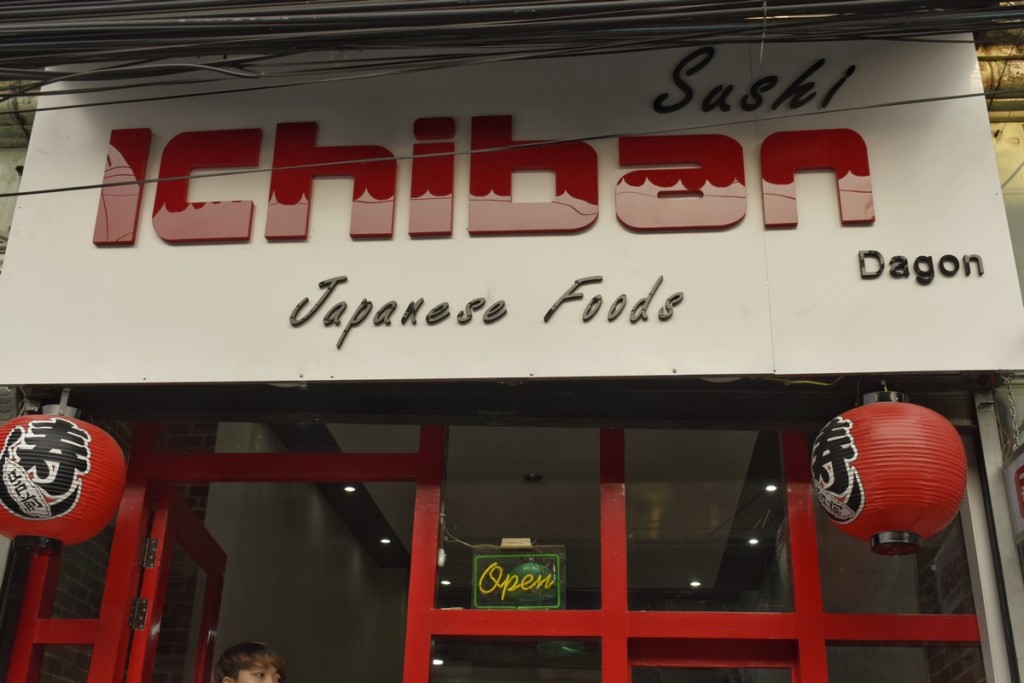 Sushi
Ichiban
Dagon
Japanese Foods
寿
寿
Open